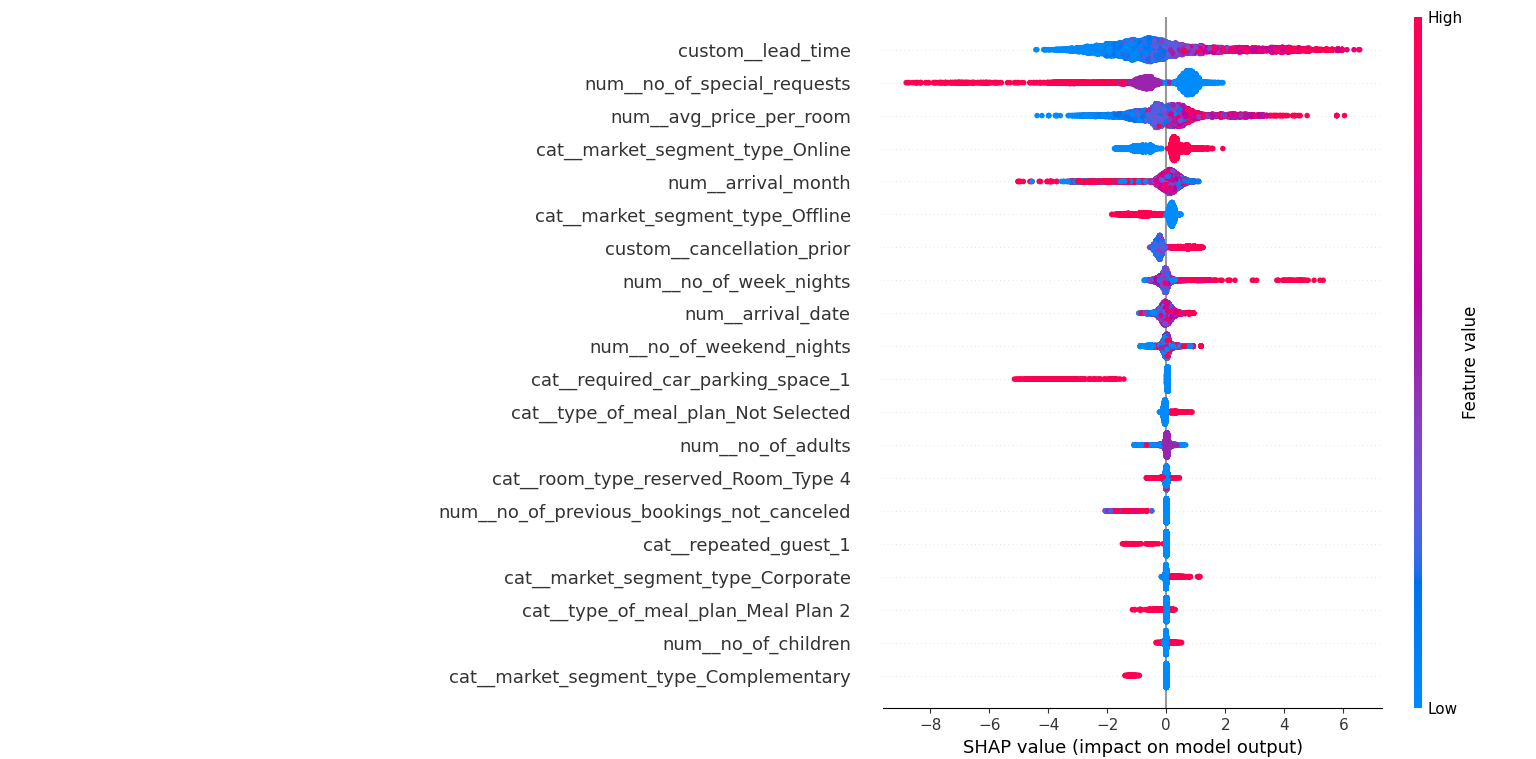 High
custom__lead_time
num__no_of_special_requests
num__avg_price_per_room
cat__market_segment_type_Online
num__arrival_month
cat__market_segment_type_Offline
custom__cancellation_prior
num__no_of_week_nights
num__arrival_date
num__no_of_weekend_nights
cat__required_car_parking_space_1
cat__type_of_meal_plan_Not Selected
num__no_of_adults
cat__room_type_reserved_Room_Type 4
num__no_of_previous_bookings_not_canceled
cat__repeated_guest_1
cat__market_segment_type_Corporate
cat__type_of_meal_plan_Meal Plan 2
num__no_of_children
cat__market_segment_type_Complementary
Feature value
Low
−8 −6 −4 −2 0 2 4 6
SHAP value (impact on model output)